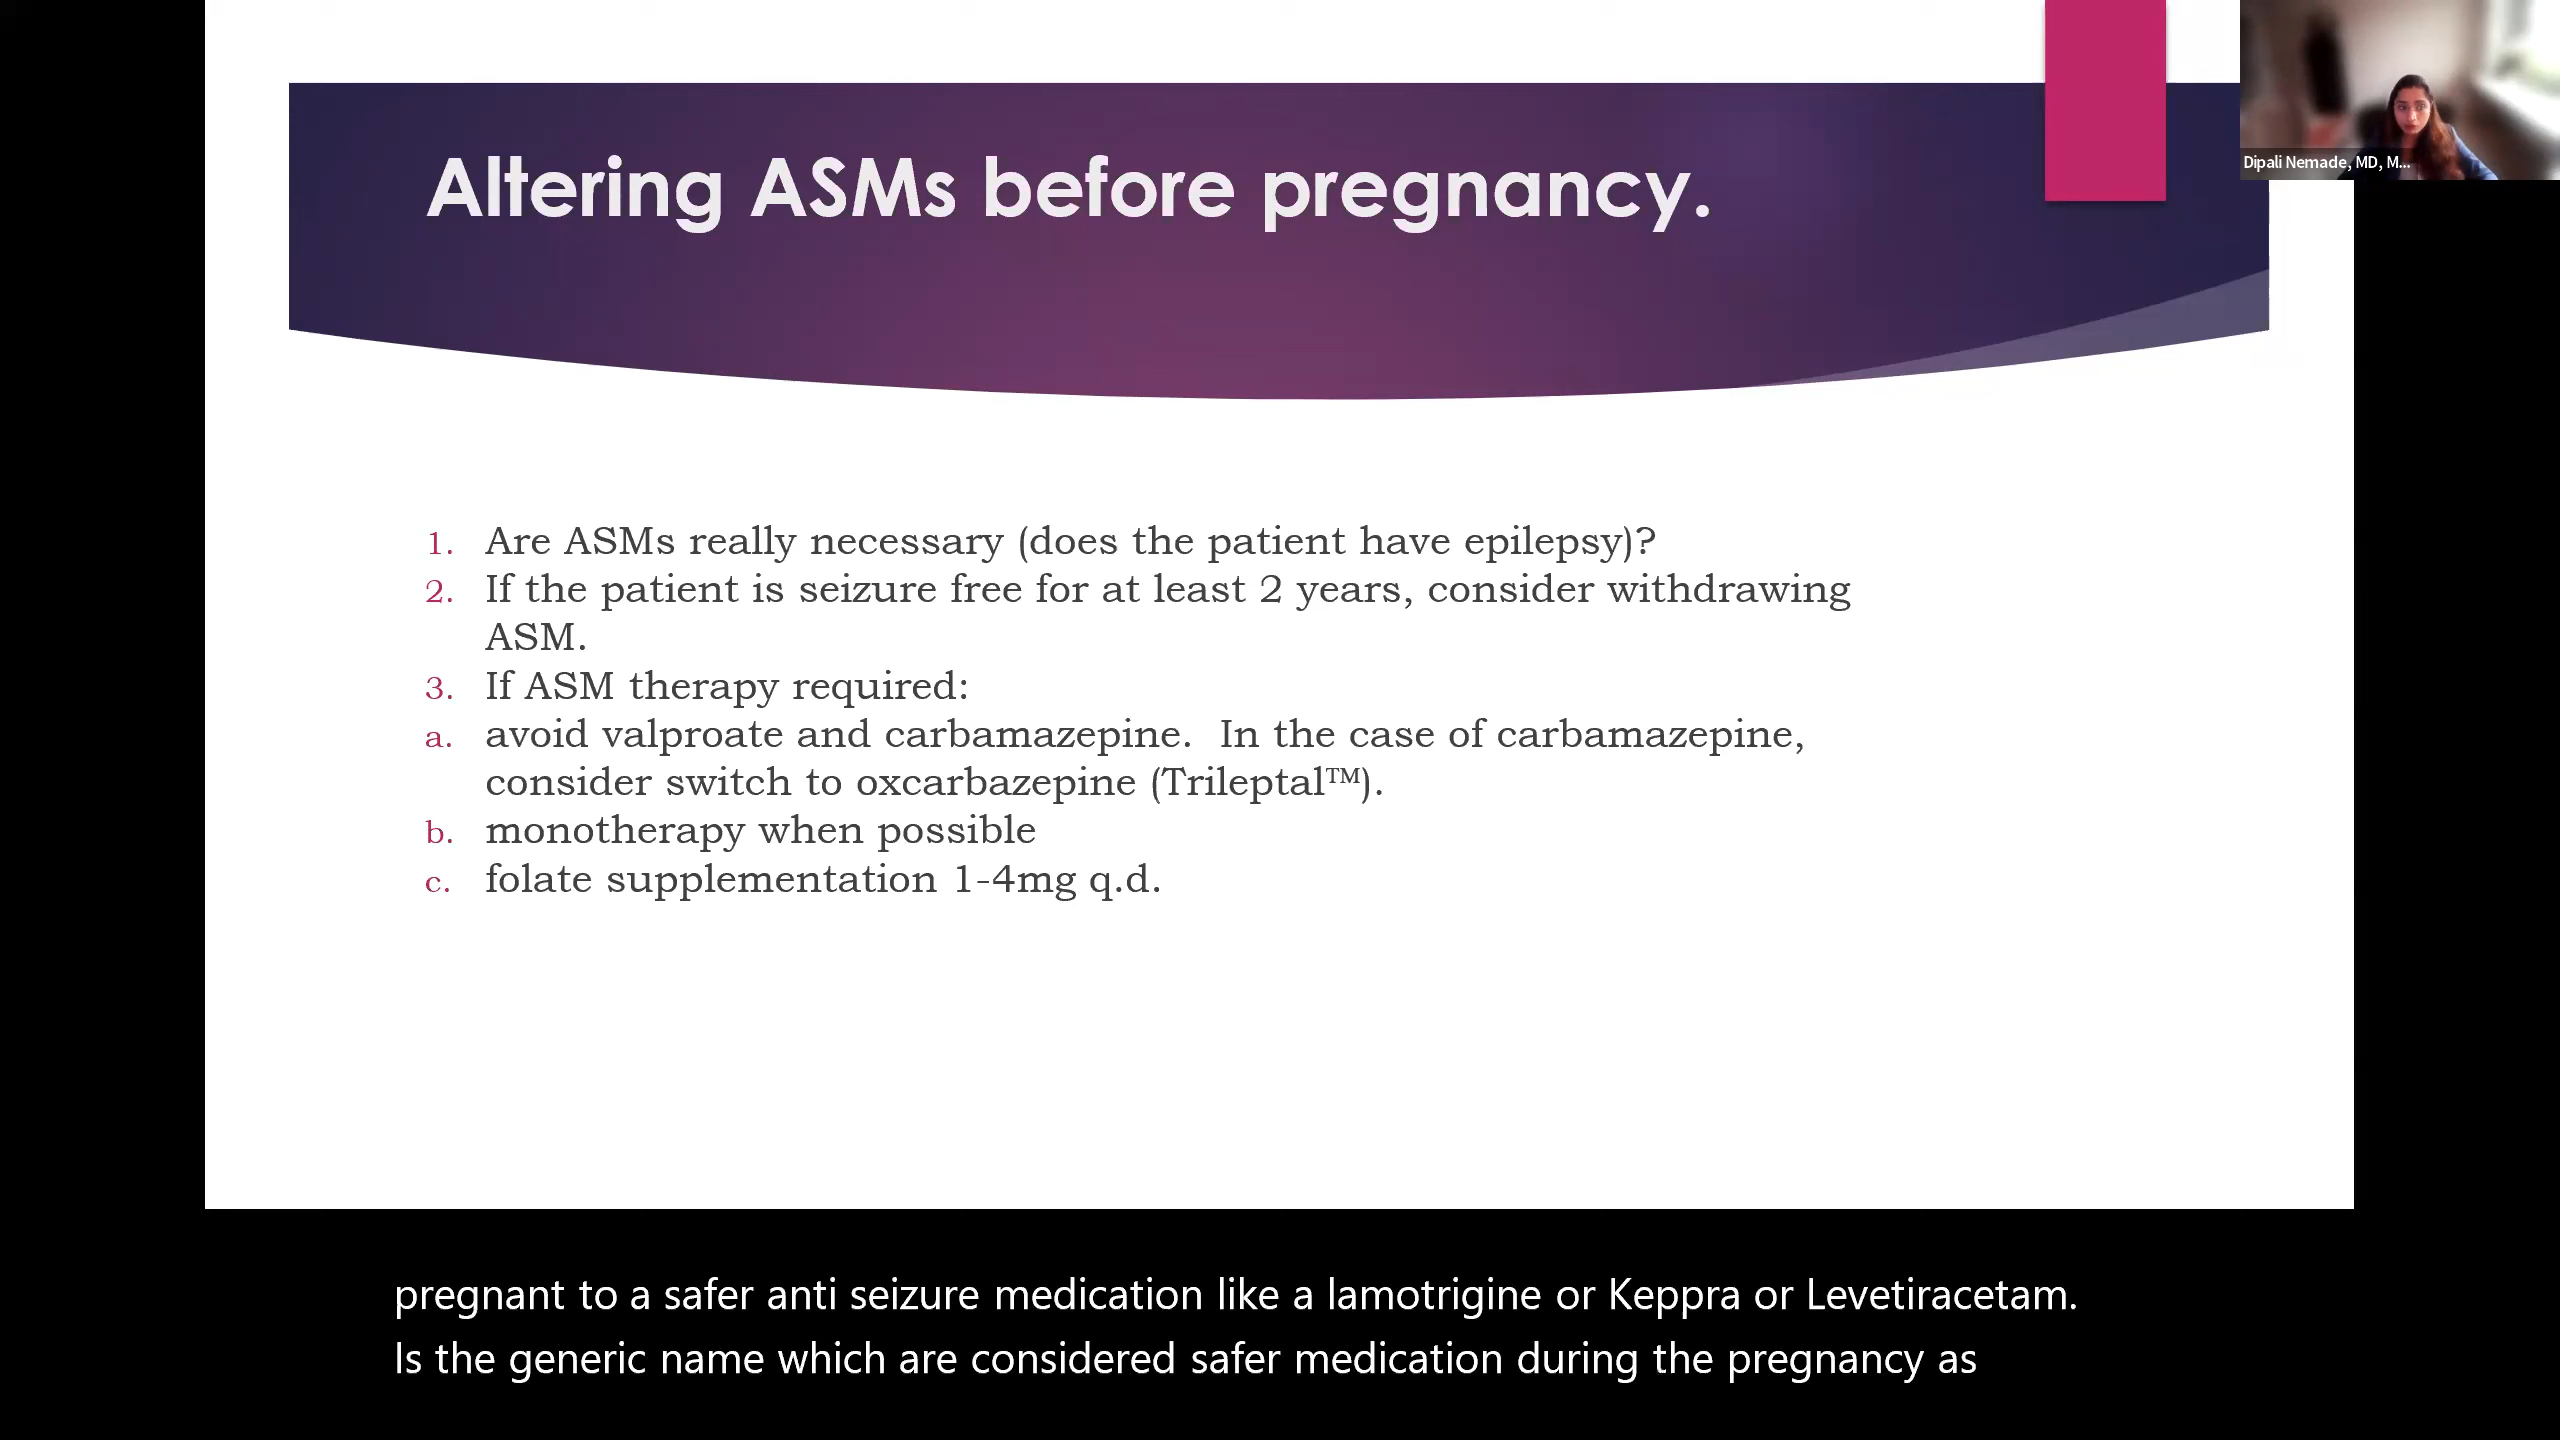 Altering ASMs before pregnancy.
Dipali Nemade, MD, M...
1. Are ASMs really necessary (does the patient have epilepsy)?
2. If the patient is seizure free for at least 2 years, consider withdrawing
ASM.
3. If ASM therapy required:
a. avoid valproate and carbamazepine.  In the case of carbamazepine,
consider switch to oxcarbazepine (Trileptal™).
b. monotherapy when possible
c. folate supplementation 1-4mg q.d.
pregnant to a safer anti seizure medication like a lamotrigine or Keppra or Levetiracetam.
Is the generic name which are considered safer medication during the pregnancy as